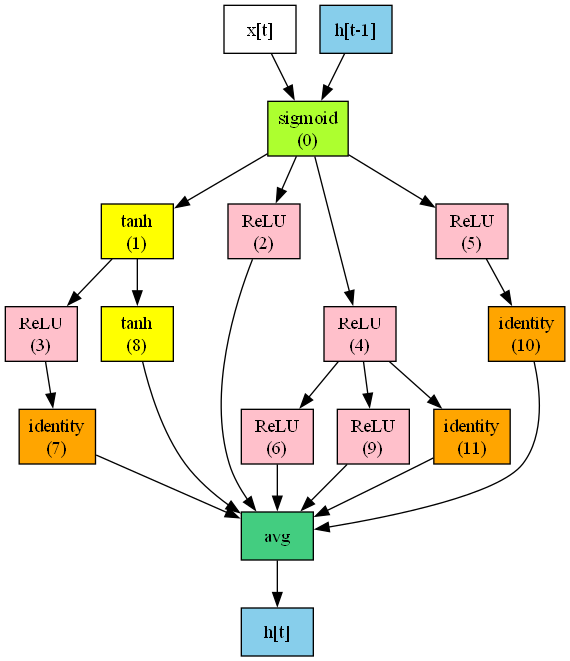 x[t]
h[t-1]
sigmoid
(0)
tanh
(1)
ReLU
(2)
ReLU
(5)
ReLU
(3)
tanh
(8)
ReLU
(4)
identity
(10)
identity
(7)
ReLU
(6)
ReLU
(9)
identity
(11)
avg
h[t]